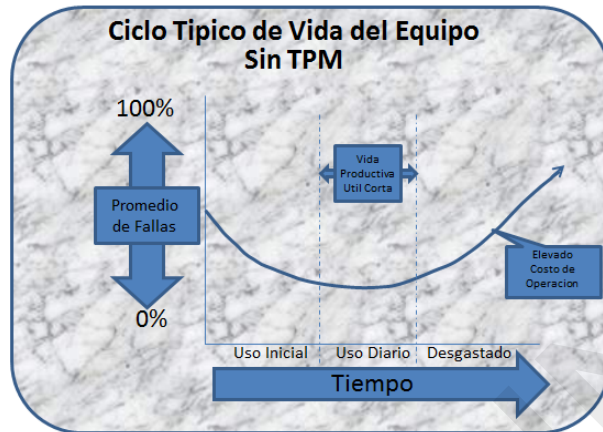 Ciclo Tipico de Vida del Equipo
Sin TPM
100%
Promedio
de Fallas
0%
Vida
Productiva
Util Corta
Elevado
Costo de
Operacion
Uso Inicial
Uso Diario
Desgastado
Tiempo